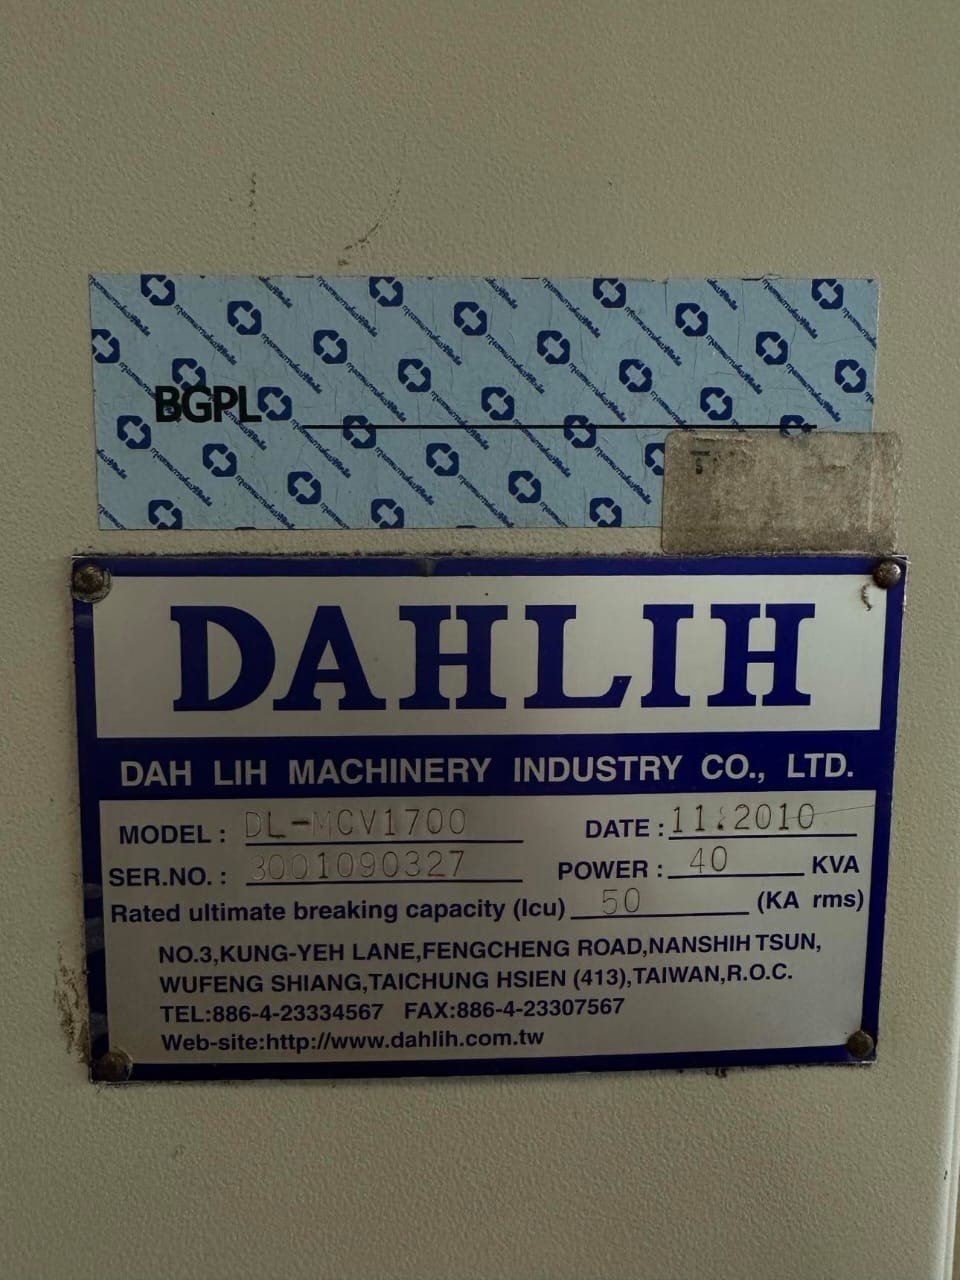 BGPL
DAHLIH
DAH LIH MACHINERY INDUSTRY CO., LTD.
MODEL : DL-MCV1700 DATE : 11.2010
SER.NO. : 3001090327 POWER : 40 KVA
Rated ultimate breaking capacity (Icu) 50 (KA rms)
NO.3,KUNG-YEH LANE,FENGCHENG ROAD,NANSHIH TSUN,
WUFENG SHIANG,TAICHUNG HSIEN (413),TAIWAN,R.O.C.
TEL:886-4-23334567 FAX:886-4-23307567
Web-site:http://www.dahlih.com.tw